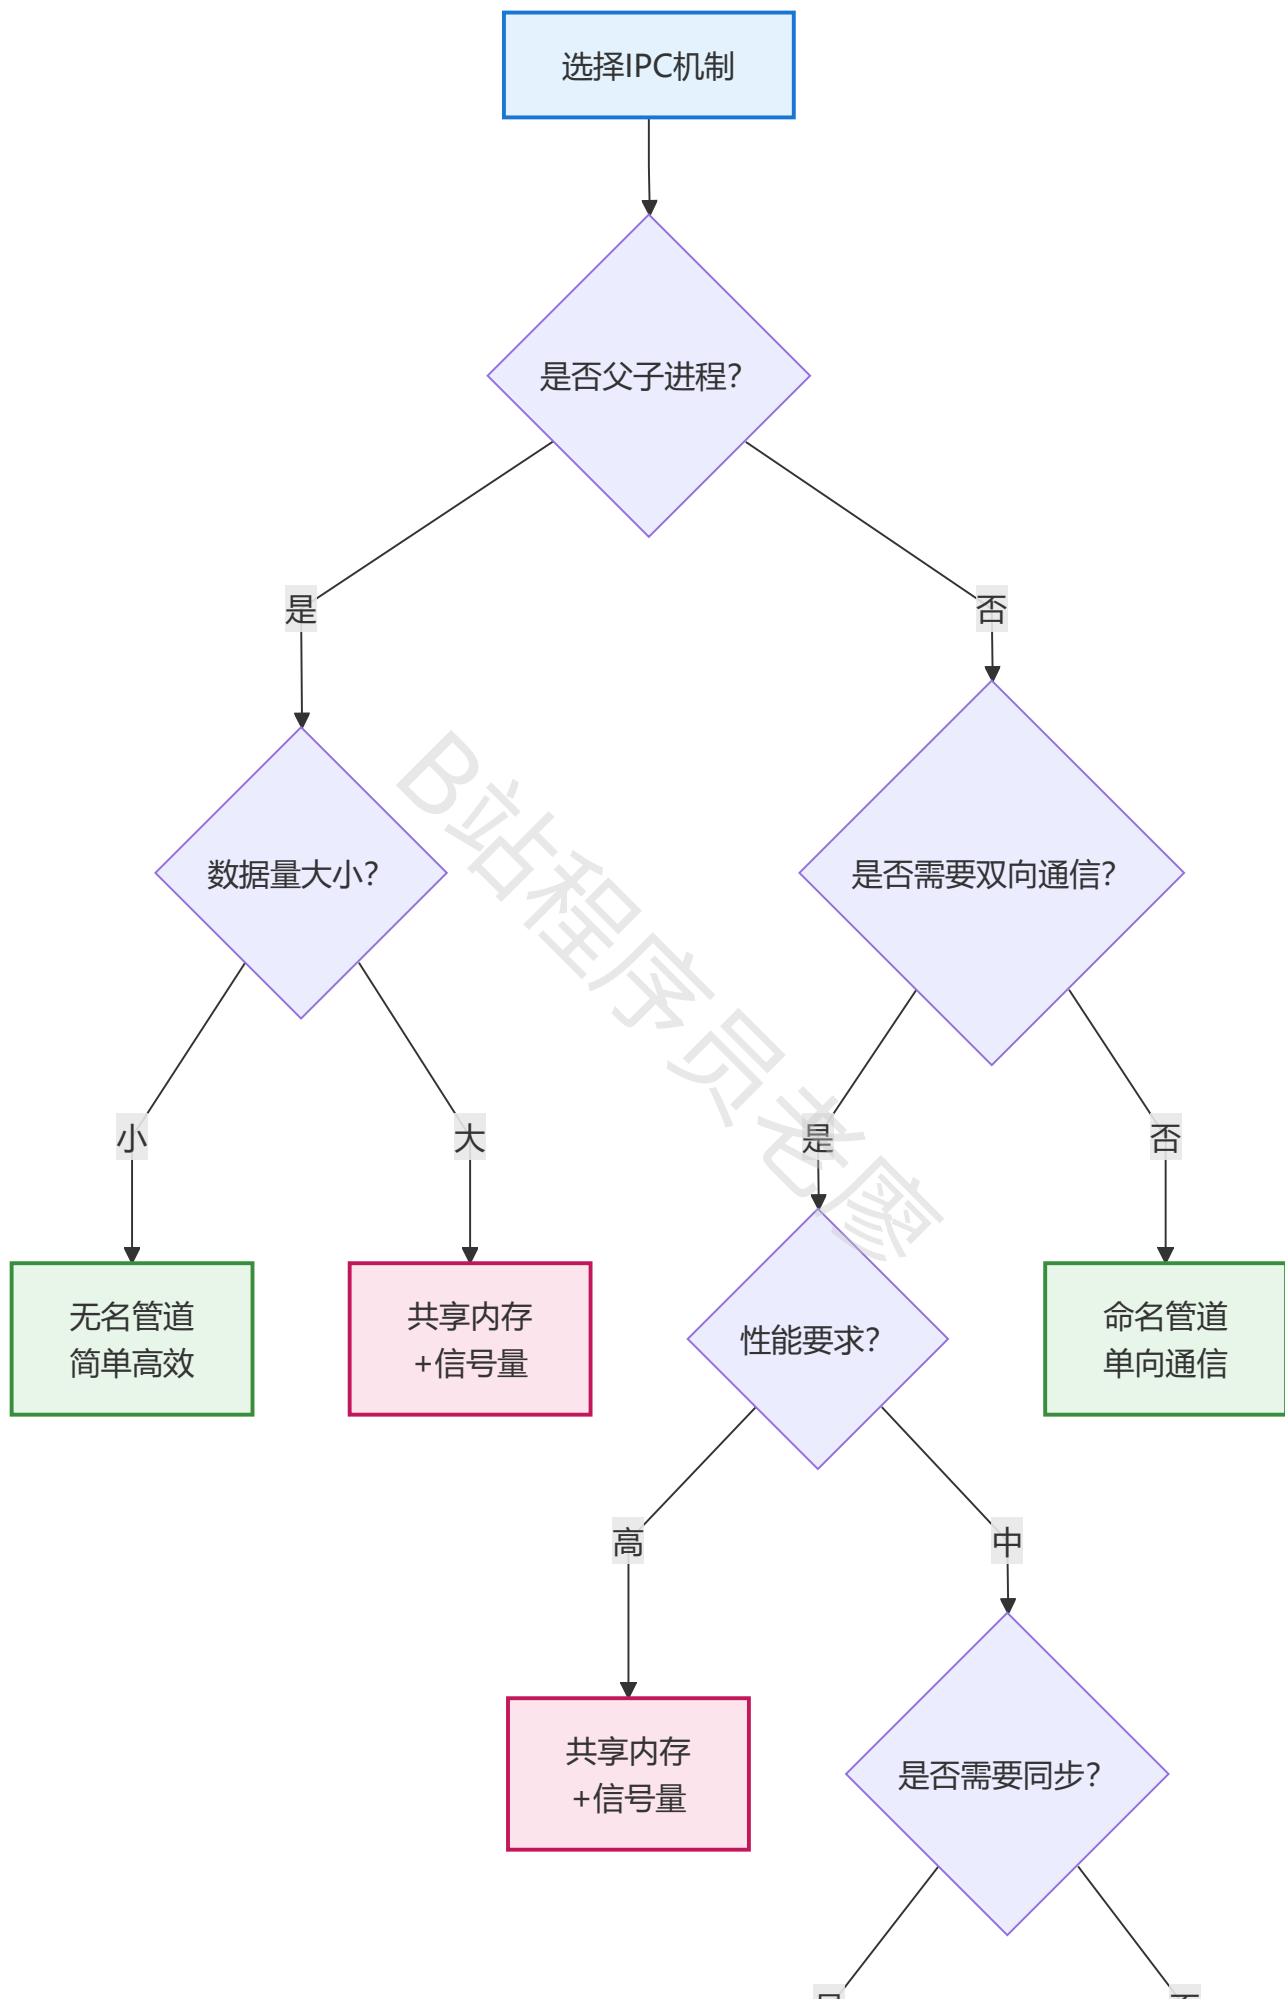 选择IPC机制
是否父子进程？
是
否
数据量大小？
是否需要双向通信？
B站程序员老廖
小
大
是
否
无名管道
简单高效
共享内存
+信号量
性能要求？
命名管道
单向通信
高
中
共享内存
+信号量
是否需要同步？